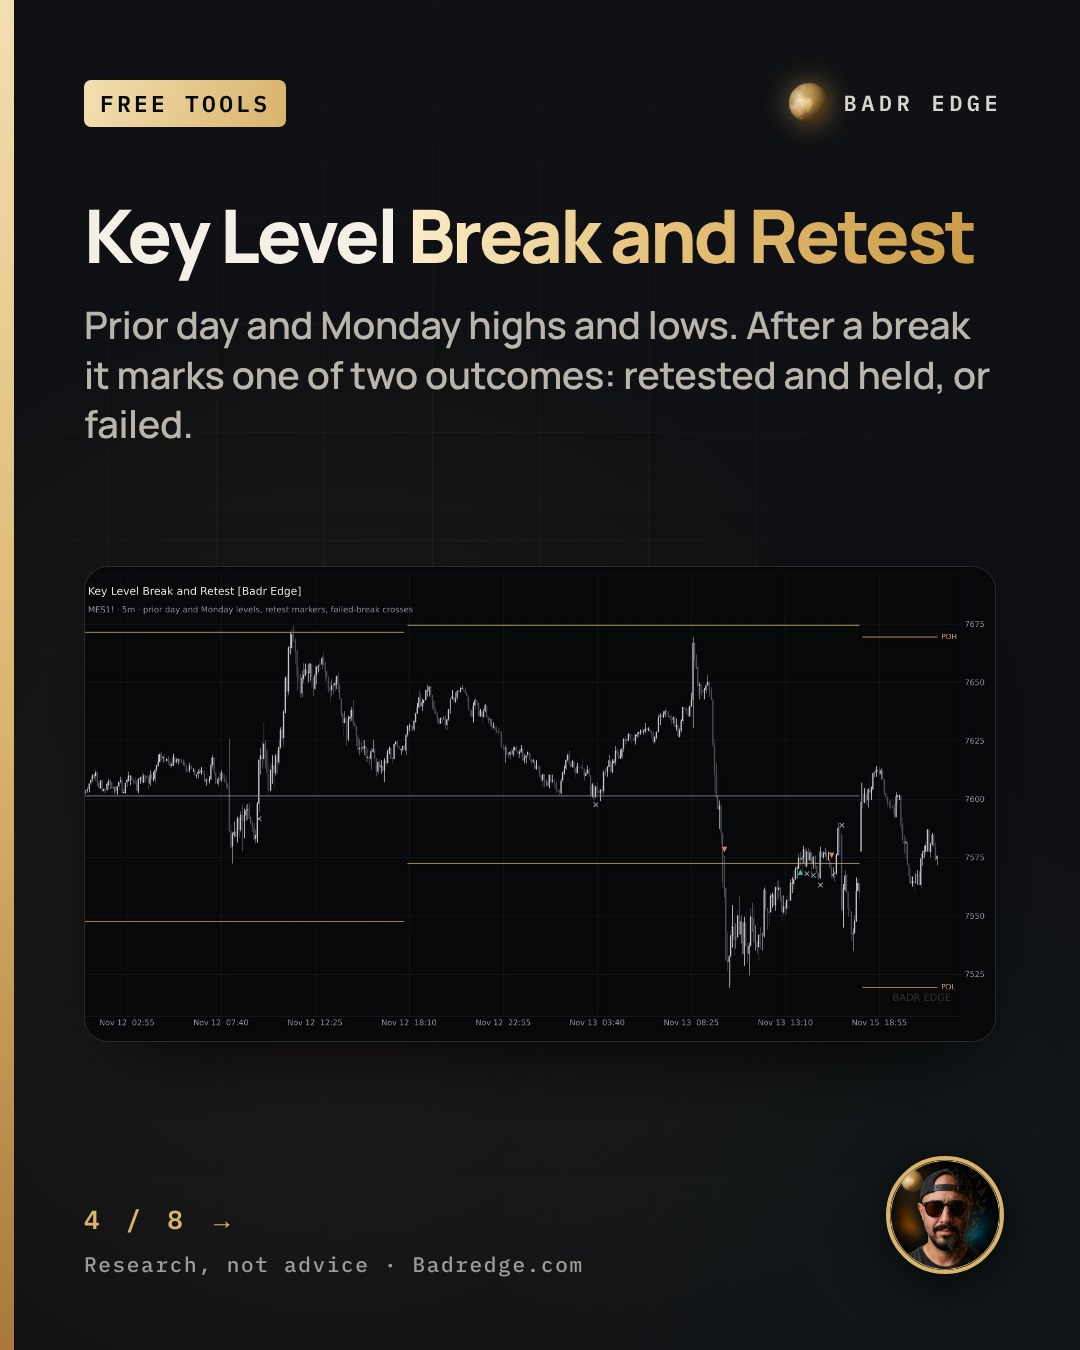 FREE TOOLS
BADR EDGE
Key Level Break and Retest
Prior day and Monday highs and lows. After a break
it marks one of two outcomes: retested and held, or
failed.
Key Level Break and Retest [Badr Edge]
MES1! · 5m · prior day and Monday levels, retest markers, failed-break crosses
7675
PDH
7650
7625
7600
7575
7550
7525
PDL
BADR EDGE
Nov 12 02:55
Nov 12 07:40
Nov 12 12:25
Nov 12 18:10
Nov 12 22:55
Nov 13 03:40
Nov 13 08:25
Nov 13 13:10
Nov 15 18:55
4 / 8 →
Research, not advice · Badredge.com